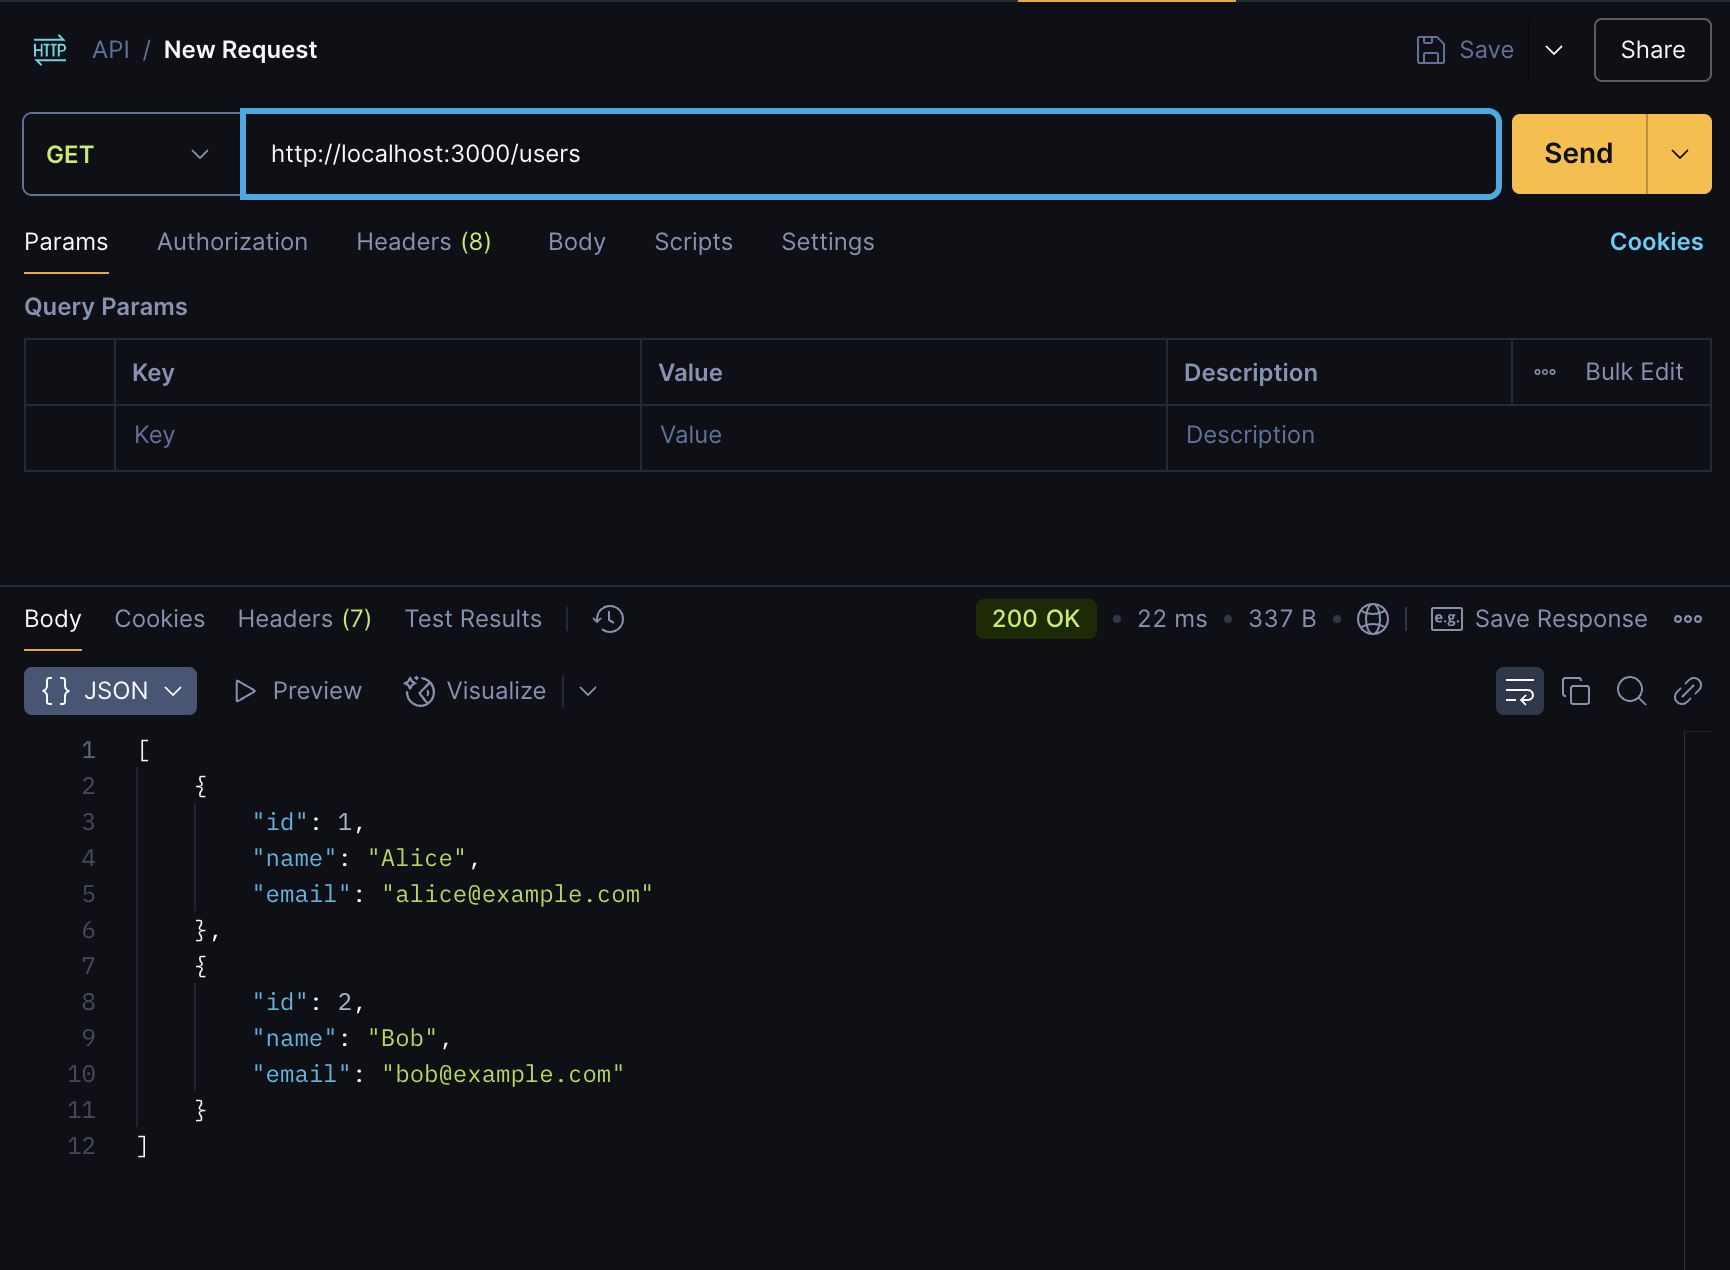 HTTP API / New Request Save Share
GET http://localhost:3000/users Send
Params Authorization Headers (8) Body Scripts Settings Cookies
Query Params
Key Value Description Bulk Edit
Key Value Description
Body Cookies Headers (7) Test Results 200 OK • 22 ms • 337 B • e.g. Save Response
{ } JSON Preview Visualize
1 [
2 {
3 "id": 1,
4 "name": "Alice",
5 "email": "alice@example.com"
6 },
7 {
8 "id": 2,
9 "name": "Bob",
10 "email": "bob@example.com"
11 }
12 ]